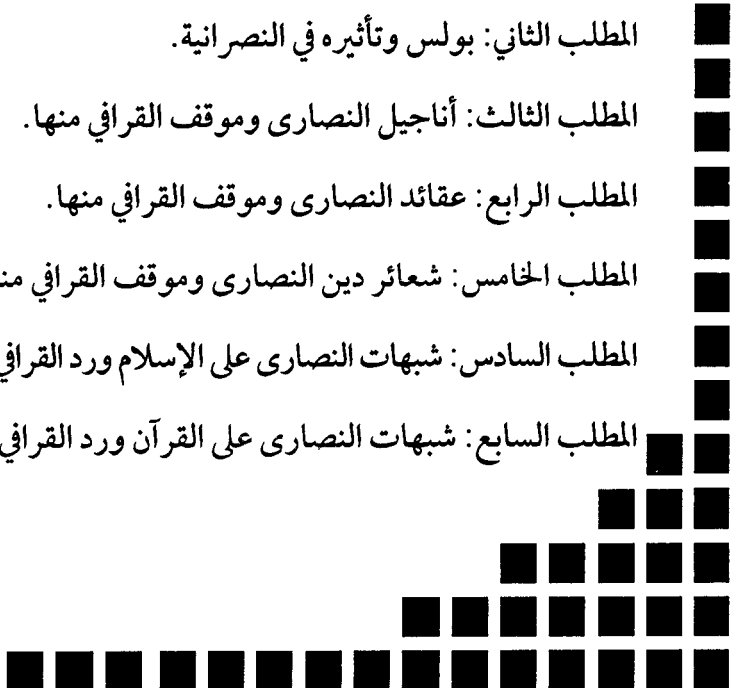 المطلب الثاني: بولس وتأثيره في النصرانية.
المطلب الثالث: أناجيل النصارى وموقف القرافي منها.
المطلب الرابع: عقائد النصارى وموقف القرافي منها.
المطلب الخامس: شعائر دين النصارى وموقف القرافي
المطلب السادس: شبهات النصارى على الإسلام ورد القرافي
المطلب السابع: شبهات النصارى على القرآن ورد القرافي